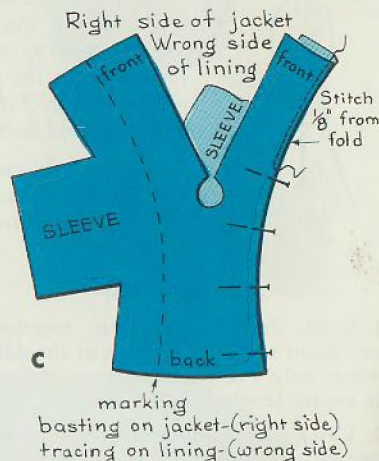 Right side of jacket
Wrong side
of lining
front
front
SLEEVE
Stitch
1/8" from
fold
SLEEVE
C
back
marking
basting on jacket-(right side)
tracing on lining-(wrong side)